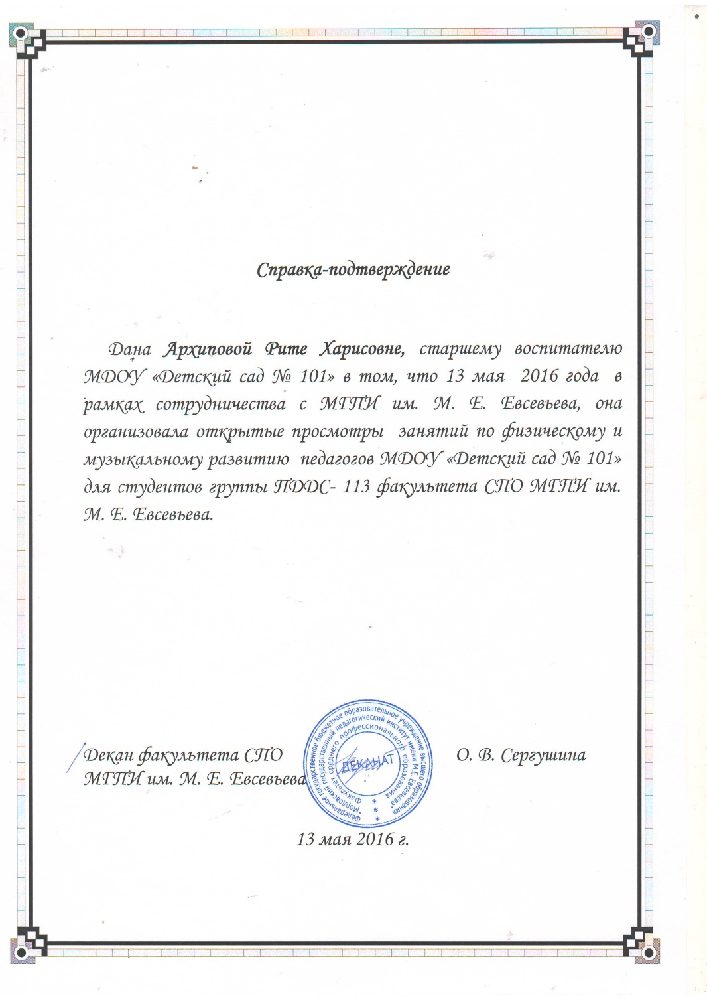 Справка-подтверждение
Дана Архиповой Рите Харисовне, старшему воспитателю
МДОУ «Детский сад № 101» в том, что 13 мая 2016 года в
рамках сотрудничества с МГПИ им. М. Е. Евсевьева, она
организовала открытые просмотры занятий по физическому и
музыкальному развитию педагогов МДОУ «Детский сад № 101»
для студентов группы ПДДС- 113 факультета СПО МГПИ им.
М. Е. Евсевьева.
Декан факультета СПО
МГПИ им. М. Е. Евсевьева
Федеральное государственное бюджетное образовательное учреждение высшего образования
"Мордовский государственный педагогический институт имени М.Е. Евсевьева"
Факультет среднего профессионального образования
ДЕКАНАТ
* * *
О. В. Сергушина
13 мая 2016 г.